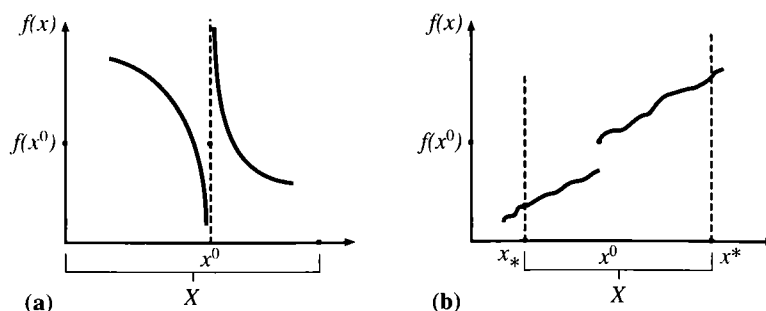 f(x)
f(x⁰)
x⁰
X
(a)
f(x)
f(x⁰)
x* x⁰ x*
X
(b)